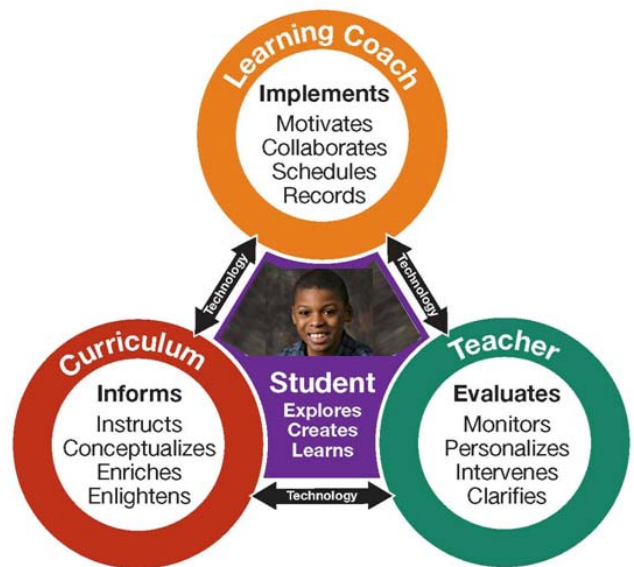 Learning Coach
Implements
Motivates
Collaborates
Schedules
Records
Technology
Technology
Curriculum
Informs
Instructs
Conceptualizes
Enriches
Enlightens
Student
Explores
Creates
Learns
Teacher
Evaluates
Monitors
Personalizes
Intervenes
Clarifies
Technology